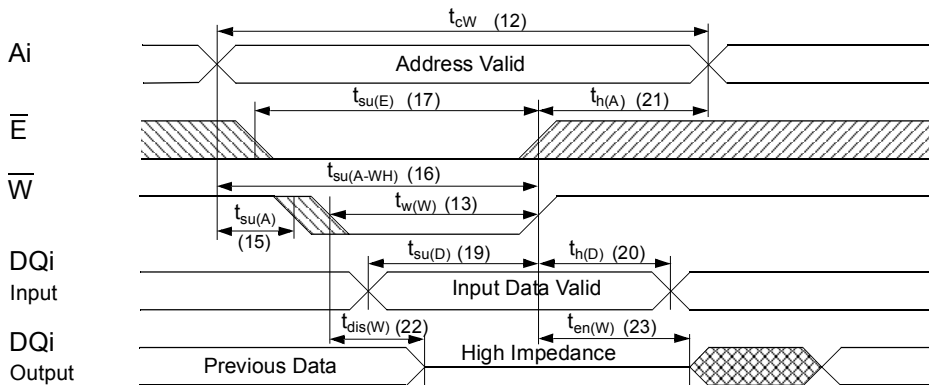 t_cW (12)
Ai
Address Valid
t_su(E) (17)
t_h(A) (21)
E̅
t_su(A-WH) (16)
W̅
t_su(A)
(15)
t_w(W) (13)
DQi
Input
t_su(D) (19)
t_h(D) (20)
Input Data Valid
t_dis(W) (22)
t_en(W) (23)
DQi
Output
Previous Data
High Impedance